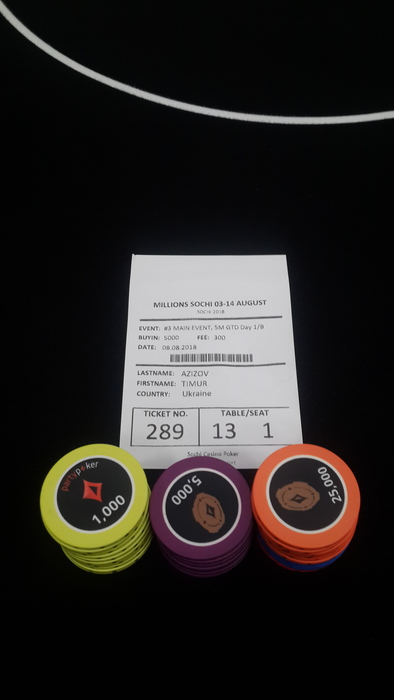 MILLIONS SOCHI 03-14 AUGUST
SOCHI 2018
EVENT: #3 MAIN EVENT, 5M GTD Day 1/B
BUYIN: 5000 FEE: 300
DATE: 08.08.2018
LASTNAME: AZIZOV
FIRSTNAME: TIMUR
COUNTRY: Ukraine
TICKET NO. TABLE/SEAT
289 13 1
Sochi Casino Poker
partypoker
1,000
5,000
25,000